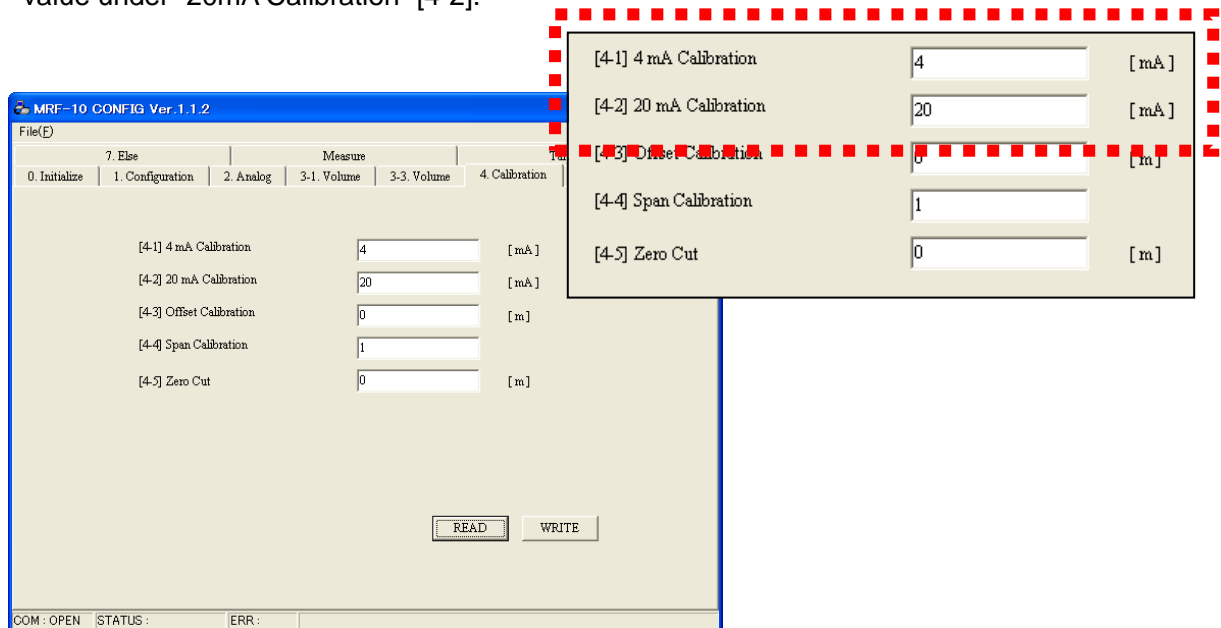 value under "20mA Calibration" [4-2].
MRF-10 CONFIG Ver.1.1.2
File(F)
7. Else Measure
0. Initialize 1. Configuration 2. Analog 3-1. Volume 3-3. Volume 4. Calibration
[4-1] 4 mA Calibration 4 [ mA ]
[4-2] 20 mA Calibration 20 [ mA ]
[4-3] Offset Calibration 0 [ m ]
[4-4] Span Calibration 1
[4-5] Zero Cut 0 [ m ]
READ WRITE
COM : OPEN STATUS : ERR :
[4-1] 4 mA Calibration 4 [ mA ]
[4-2] 20 mA Calibration 20 [ mA ]
[4-3] Offset Calibration 0 [ m ]
[4-4] Span Calibration 1
[4-5] Zero Cut 0 [ m ]